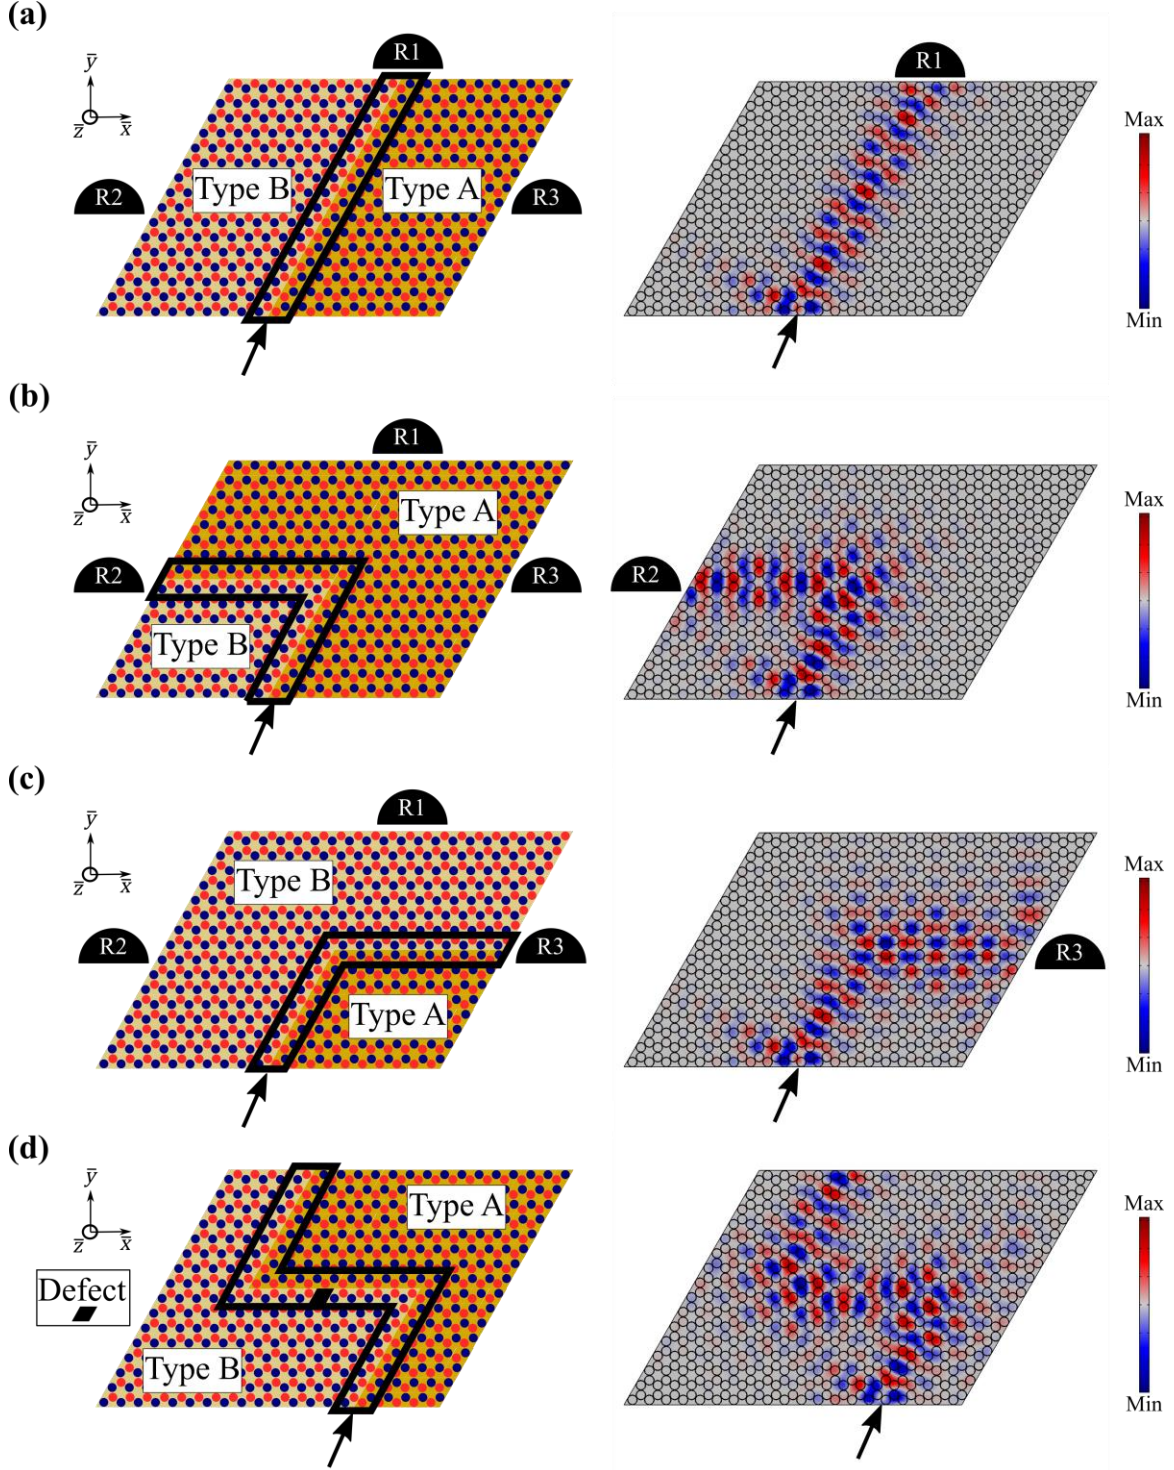 (a)
ȳ
z̄ x̄
R1
R2
Type B
Type A
R3
R1
Max
Min
(b)
ȳ
z̄ x̄
R1
Type A
R2
R3
Type B
R2
Max
Min
(c)
ȳ
z̄ x̄
R1
Type B
R2
R3
Type A
R3
Max
Min
(d)
ȳ
z̄ x̄
Type A
Defect
Type B
Max
Min